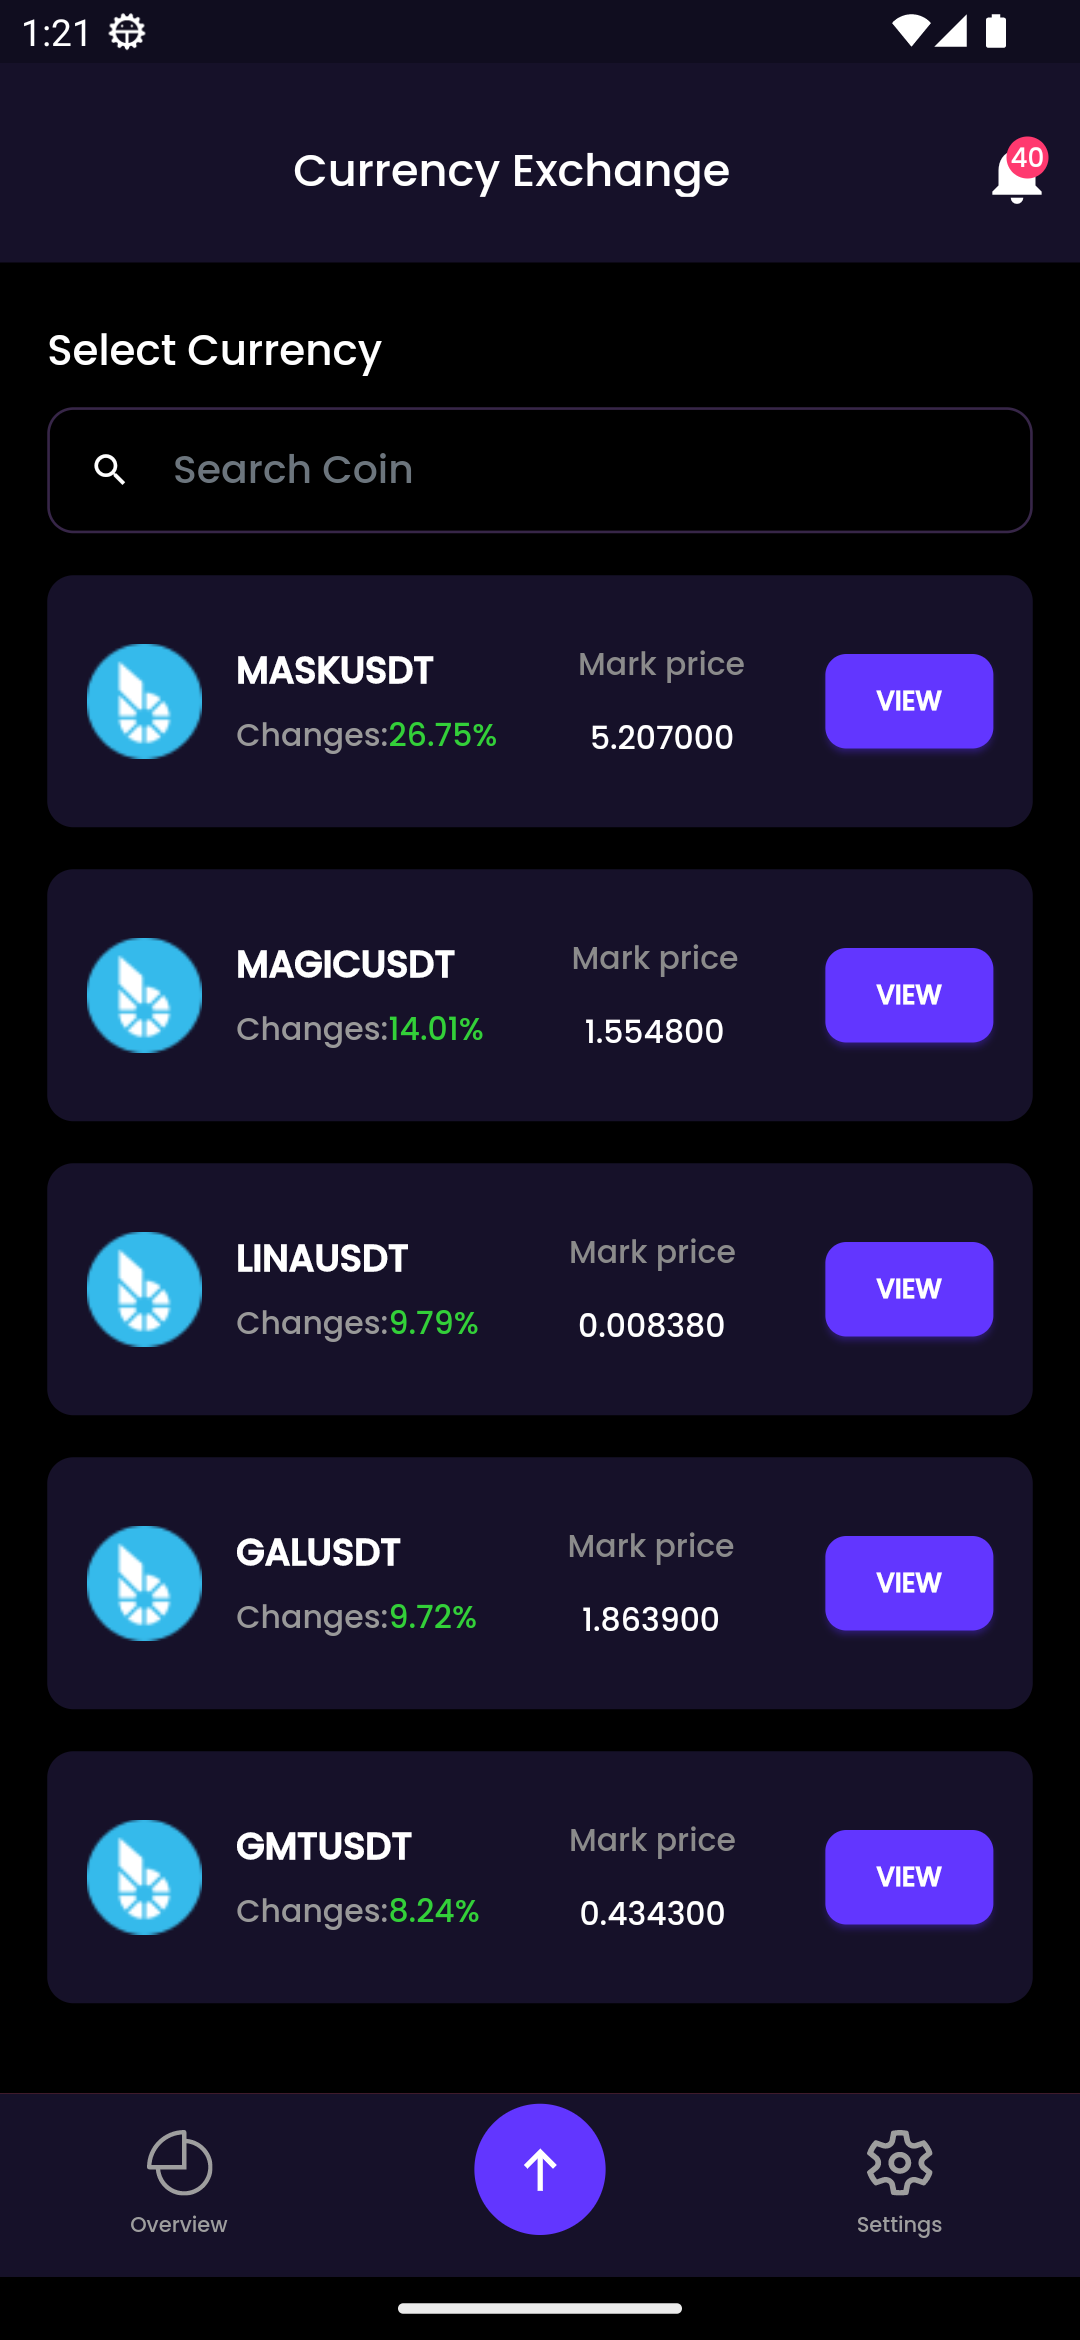 1:21
Currency Exchange
40
Select Currency
Search Coin
MASKUSDT
Changes:26.75%
Mark price
5.207000
VIEW
MAGICUSDT
Changes:14.01%
Mark price
1.554800
VIEW
LINAUSDT
Changes:9.79%
Mark price
0.008380
VIEW
GALUSDT
Changes:9.72%
Mark price
1.863900
VIEW
GMTUSDT
Changes:8.24%
Mark price
0.434300
VIEW
Overview
Settings